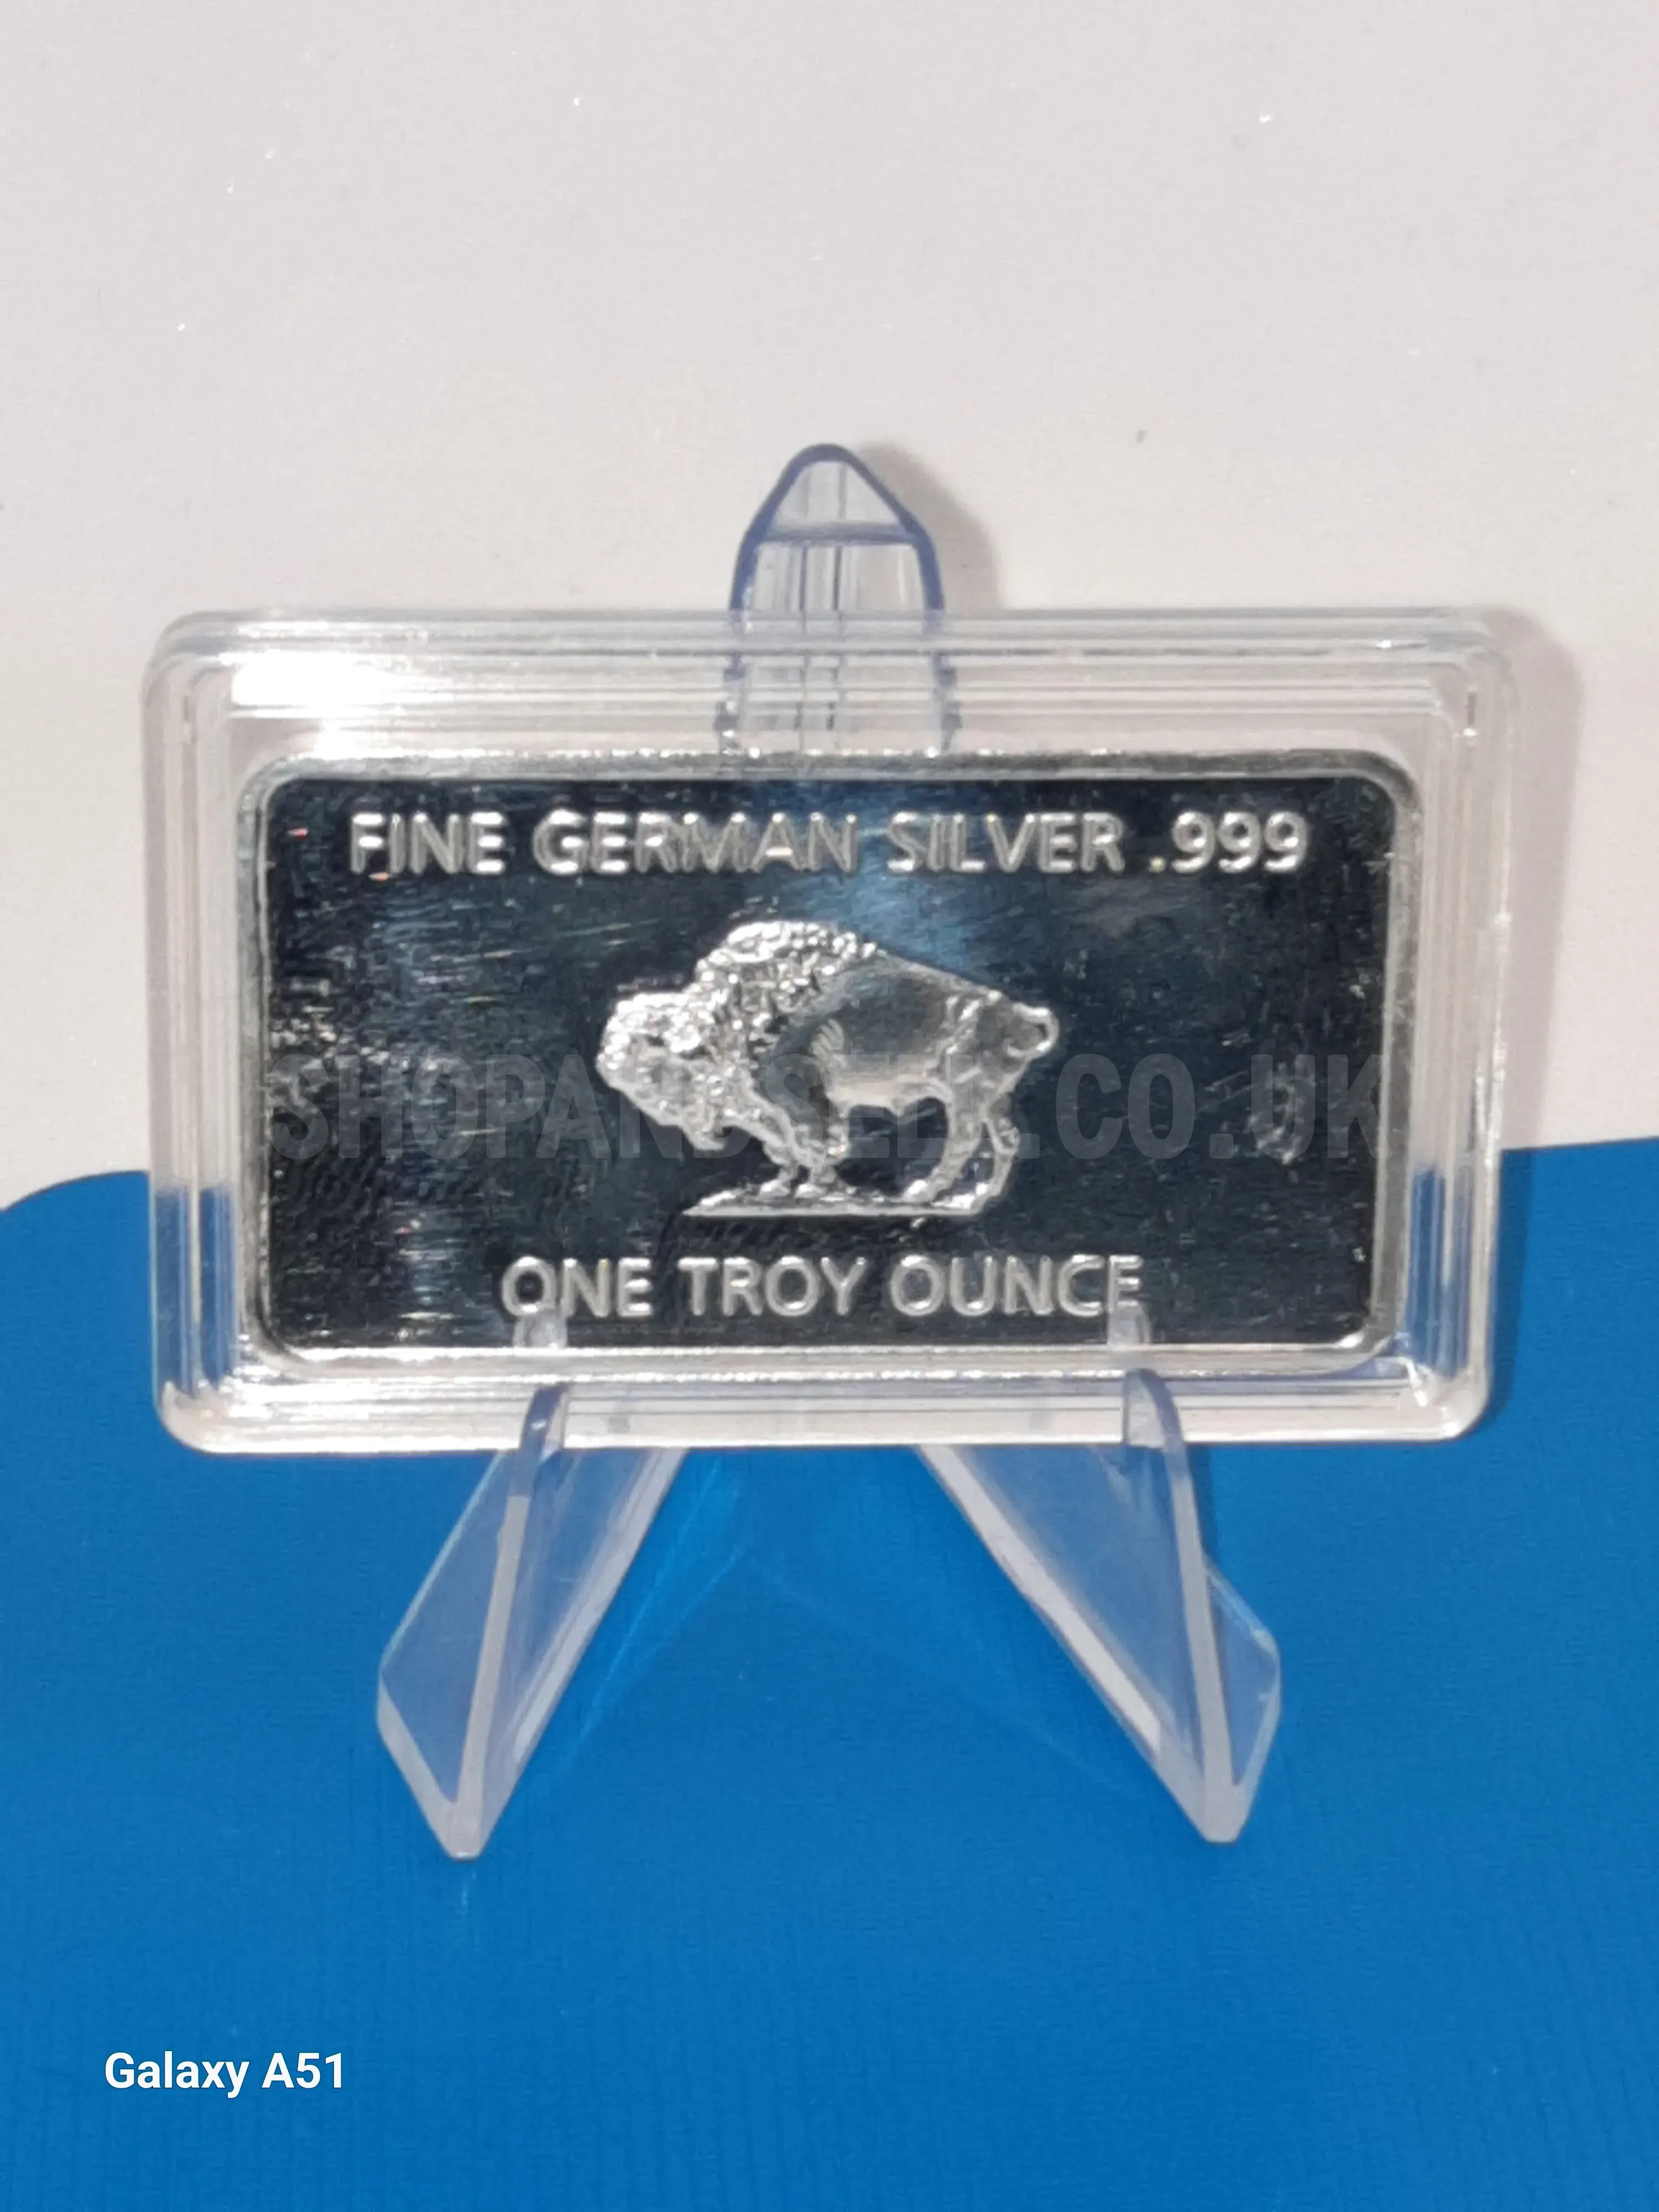 FINE GERMAN SILVER .999
SHOPANDSELL.CO.UK
ONE TROY OUNCE
Galaxy A51